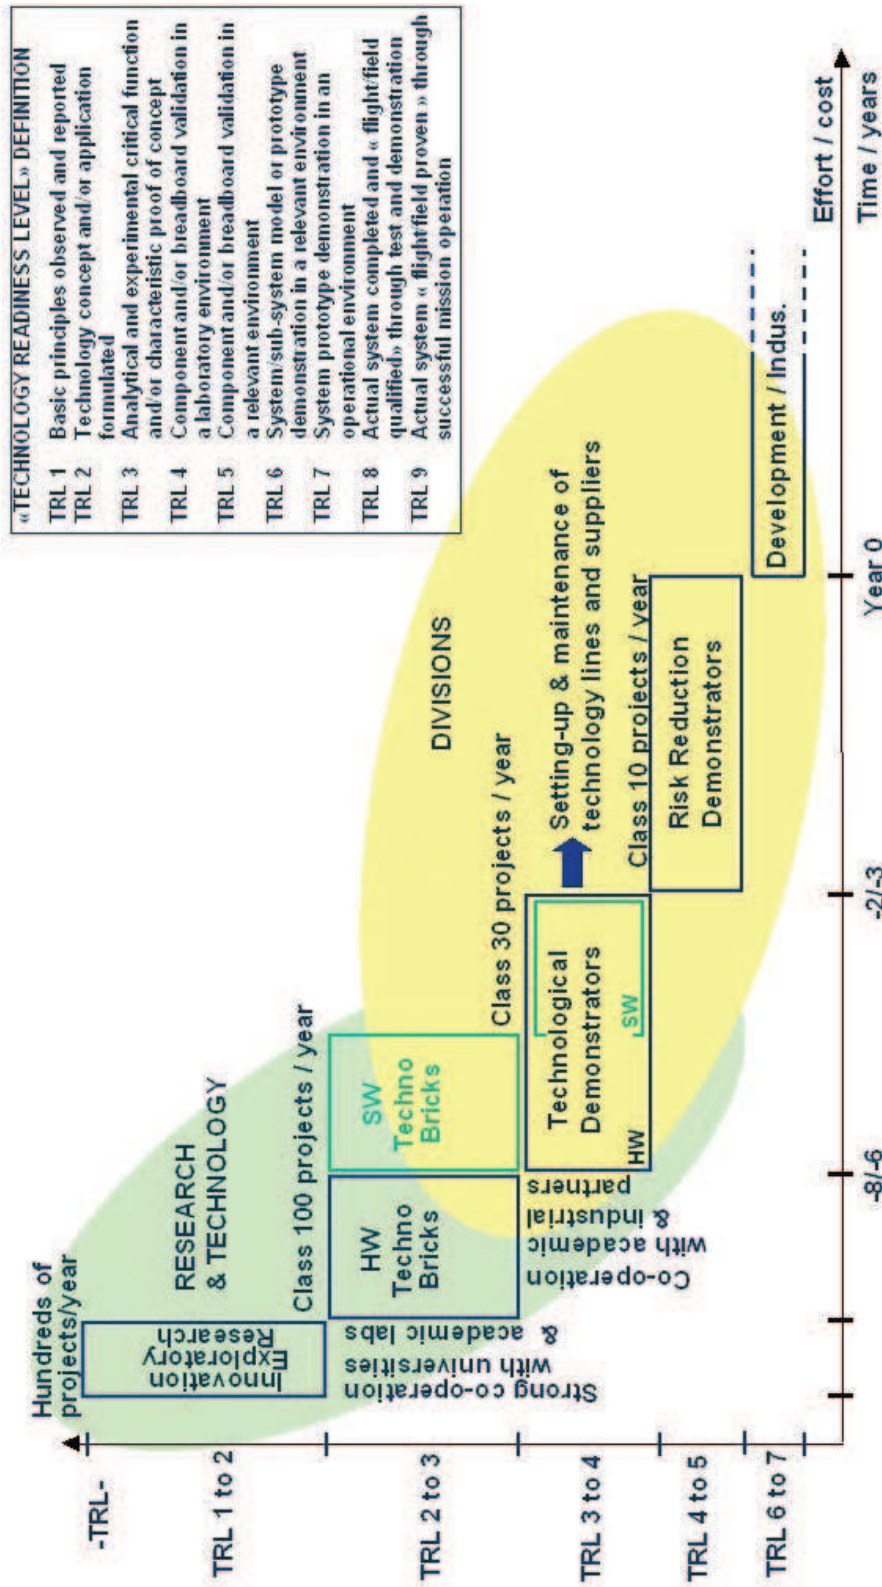 «TECHNOLOGY READINESS LEVEL» DEFINITION
TRL 1 Basic principles observed and reported
TRL 2 Technology concept and/or application
formulated
TRL 3 Analytical and experimental critical function
and/or characteristic proof of concept
TRL 4 Component and/or breadboard validation in
a laboratory environment
TRL 5 Component and/or breadboard validation in
a relevant environment
TRL 6 System/sub-system model or prototype
demonstration in a relevant environment
TRL 7 System prototype demonstration in an
operational environment
TRL 8 Actual system completed and « flight/field
qualified» through test and demonstration
TRL 9 Actual system « flight/field proven » through
successful mission operation
Hundreds of
projects/year
-TRL-
TRL 1 to 2
TRL 2 to 3
TRL 3 to 4
TRL 4 to 5
TRL 6 to 7
Innovation
Exploratory
Research
RESEARCH
& TECHNOLOGY
Strong co-operation
with universities
& academic labs
Class 100 projects / year
HW
Techno
Bricks
SW
Techno
Bricks
DIVISIONS
Co-operation
with academic
& industrial
partners
Class 30 projects / year
Technological
Demonstrators
HW
SW
Setting-up & maintenance of
technology lines and suppliers
Class 10 projects / year
Risk Reduction
Demonstrators
Development / Indus.
Effort / cost
-8/-6
-2/-3
Year 0
Time / years